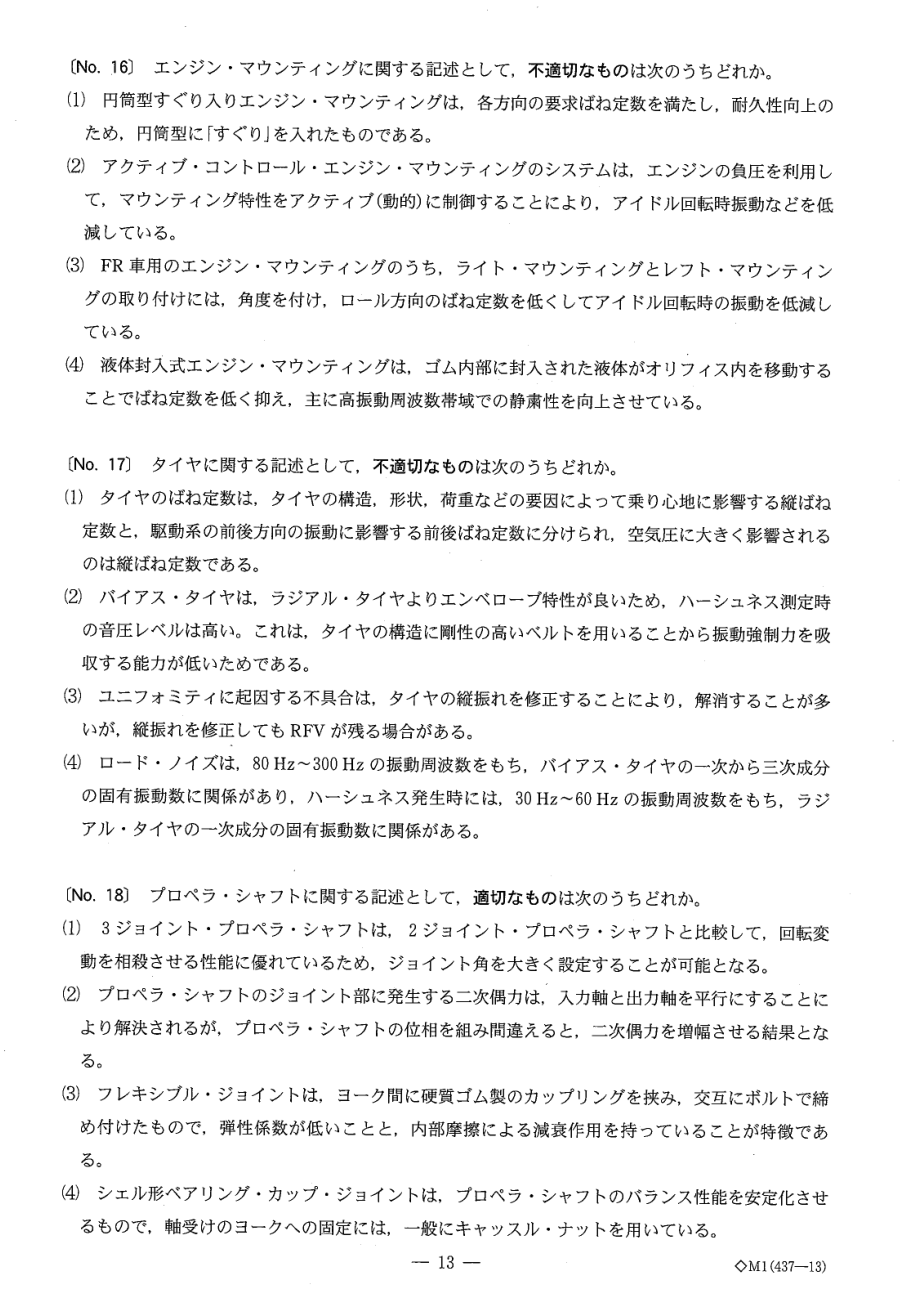 〔No. 16〕 エンジン・マウンティングに関する記述として，不適切なものは次のうちどれか。
⑴ 円筒型すぐり入りエンジン・マウンティングは，各方向の要求ばね定数を満たし，耐久性向上の
ため，円筒型に「すぐり」を入れたものである。
⑵ アクティブ・コントロール・エンジン・マウンティングのシステムは，エンジンの負圧を利用し
て，マウンティング特性をアクティブ(動的)に制御することにより，アイドル回転時振動などを低
減している。
⑶ FR 車用のエンジン・マウンティングのうち，ライト・マウンティングとレフト・マウンティン
グの取り付けには，角度を付け，ロール方向のばね定数を低くしてアイドル回転時の振動を低減し
ている。
⑷ 液体封入式エンジン・マウンティングは，ゴム内部に封入された液体がオリフィス内を移動する
ことでばね定数を低く抑え，主に高振動周波数帯域での静粛性を向上させている。
〔No. 17〕 タイヤに関する記述として，不適切なものは次のうちどれか。
⑴ タイヤのばね定数は，タイヤの構造，形状，荷重などの要因によって乗り心地に影響する縦ばね
定数と，駆動系の前後方向の振動に影響する前後ばね定数に分けられ，空気圧に大きく影響される
のは縦ばね定数である。
⑵ バイアス・タイヤは，ラジアル・タイヤよりエンベロープ特性が良いため，ハーシュネス測定時
の音圧レベルは高い。これは，タイヤの構造に剛性の高いベルトを用いることから振動強制力を吸
収する能力が低いためである。
⑶ ユニフォミティに起因する不具合は，タイヤの縦振れを修正することにより，解消することが多
いが，縦振れを修正しても RFV が残る場合がある。
⑷ ロード・ノイズは，80 Hz～300 Hz の振動周波数をもち，バイアス・タイヤの一次から三次成分
の固有振動数に関係があり，ハーシュネス発生時には，30 Hz～60 Hz の振動周波数をもち，ラジ
アル・タイヤの一次成分の固有振動数に関係がある。
〔No. 18〕 プロペラ・シャフトに関する記述として，適切なものは次のうちどれか。
⑴ 3 ジョイント・プロペラ・シャフトは，2 ジョイント・プロペラ・シャフトと比較して，回転変
動を相殺させる性能に優れているため，ジョイント角を大きく設定することが可能となる。
⑵ プロペラ・シャフトのジョイント部に発生する二次偶力は，入力軸と出力軸を平行にすることに
より解決されるが，プロペラ・シャフトの位相を組み間違えると，二次偶力を増幅させる結果とな
る。
⑶ フレキシブル・ジョイントは，ヨーク間に硬質ゴム製のカップリングを挟み，交互にボルトで締
め付けたもので，弾性係数が低いことと，内部摩擦による減衰作用を持っていることが特徴であ
る。
⑷ シェル形ベアリング・カップ・ジョイントは，プロペラ・シャフトのバランス性能を安定化させ
るもので，軸受けのヨークへの固定には，一般にキャッスル・ナットを用いている。
— 13 —
◇M1(437—13)